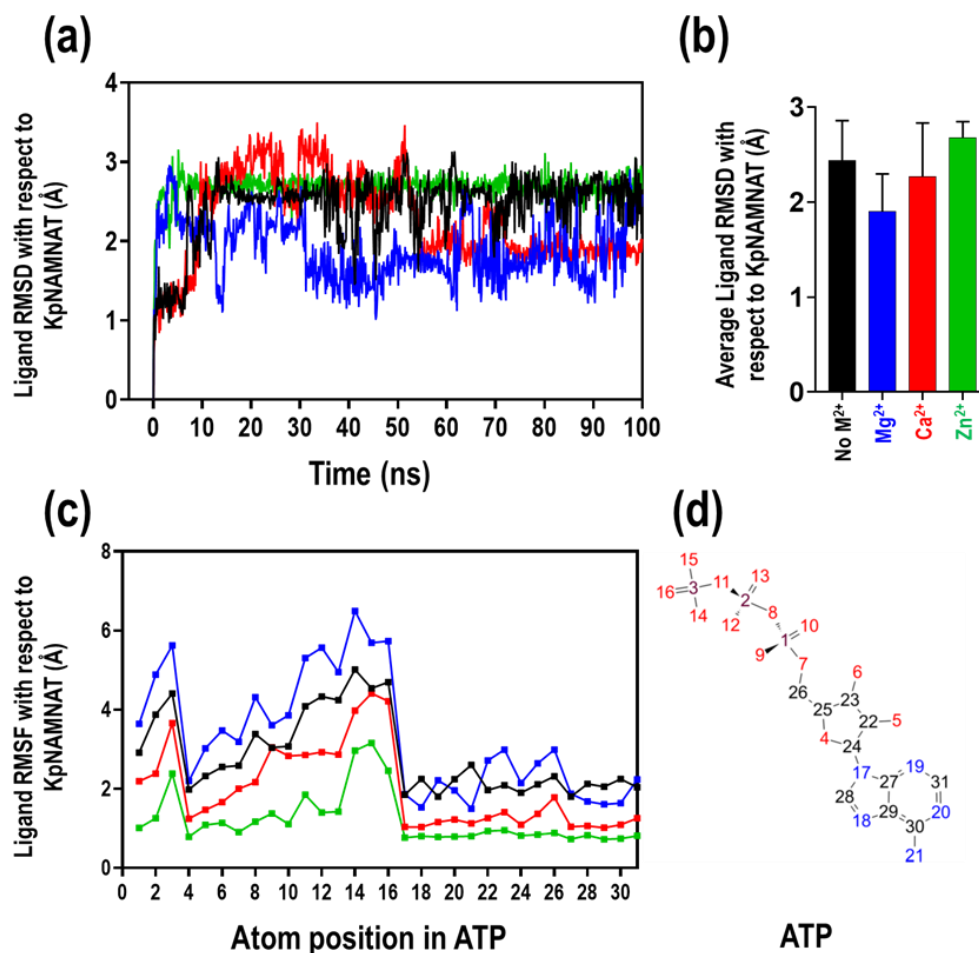 (a)
Ligand RMSD with respect to
KpNAMNAT (Å)
4
3
2
1
0
0 10 20 30 40 50 60 70 80 90 100
Time (ns)
(b)
Average Ligand RMSD with
respect to KpNAMNAT (Å)
3
2
1
0
No M²⁺
Mg²⁺
Ca²⁺
Zn²⁺
(c)
Ligand RMSF with respect to
KpNAMNAT (Å)
8
6
4
2
0
0 2 4 6 8 10 12 14 16 18 20 22 24 26 28 30
Atom position in ATP
(d)
15
11 13
16 3
2
14 8
12 10
1
9
7 6
26 23
25
22 5
4 24
17 19
27 31
28
29 20
18 30
21
ATP